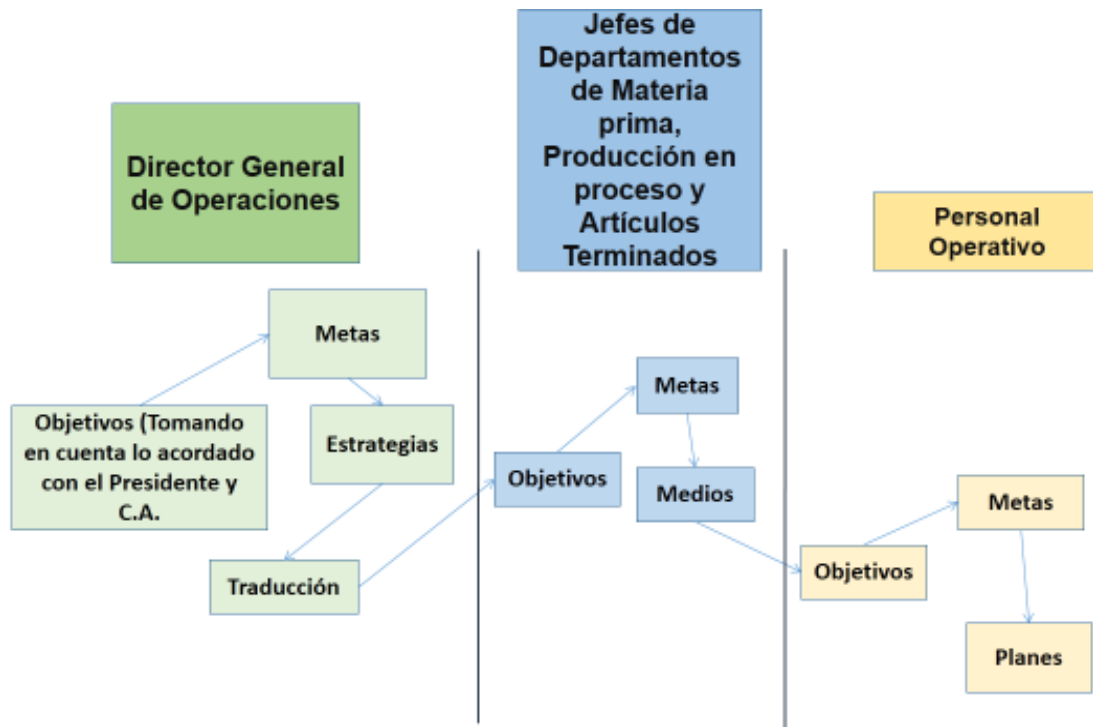 Director General
de Operaciones
Metas
Objetivos (Tomando
en cuenta lo acordado
con el Presidente y
C.A.
Estrategias
Traducción
Jefes de
Departamentos
de Materia
prima,
Producción en
proceso y
Artículos
Terminados
Metas
Objetivos
Medios
Personal
Operativo
Metas
Objetivos
Planes